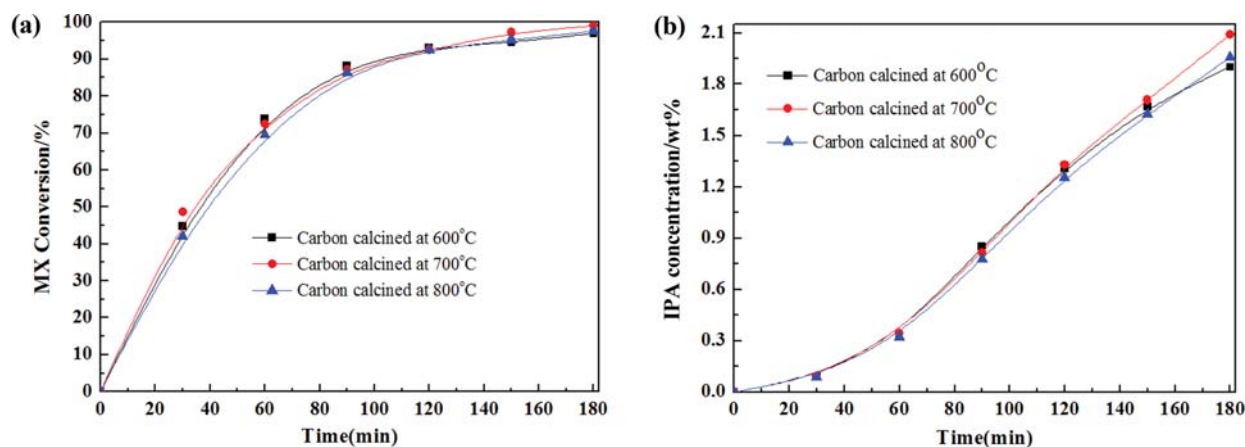 (a)
100
90
80
70
60
50
40
30
20
10
0
MX Conversion/%
Carbon calcined at 600°C
Carbon calcined at 700°C
Carbon calcined at 800°C
0 20 40 60 80 100 120 140 160 180
Time(min)
(b)
2.1
1.8
1.5
1.2
0.9
0.6
0.3
0.0
IPA concentration/wt%
Carbon calcined at 600°C
Carbon calcined at 700°C
Carbon calcined at 800°C
0 20 40 60 80 100 120 140 160 180
Time(min)